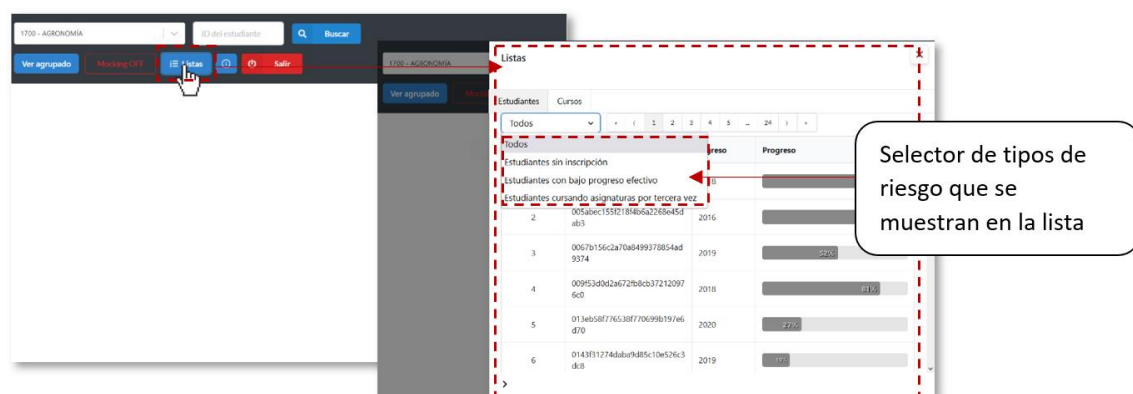 1700 - AGRONOMÍA
ID del estudiante
Buscar
Ver agrupado
Mocking OFF
Listas
Salir
1700 - AGRONOMÍA
Ver agrupado
Listas
Estudiantes
Cursos
Todos
« ⟨ 1 2 3 4 5 ... 24 ⟩ »
Todos
Estudiantes sin inscripción
Estudiantes con bajo progreso efectivo
Estudiantes cursando asignaturas por tercera vez
Progreso
2
005abec155f218f4b6a2268e45d
ab3
2016
3
0067b156c2a70a8499378854ad
9374
2019
52%
4
009f53d0d2a672fb8cb37212097
6c0
2018
81%
5
013eb58f776538f770699b197e6
d70
2020
27%
6
0143f31274daba9d85c10e526c3
dc8
2019
19%
Selector de tipos de
riesgo que se
muestran en la lista